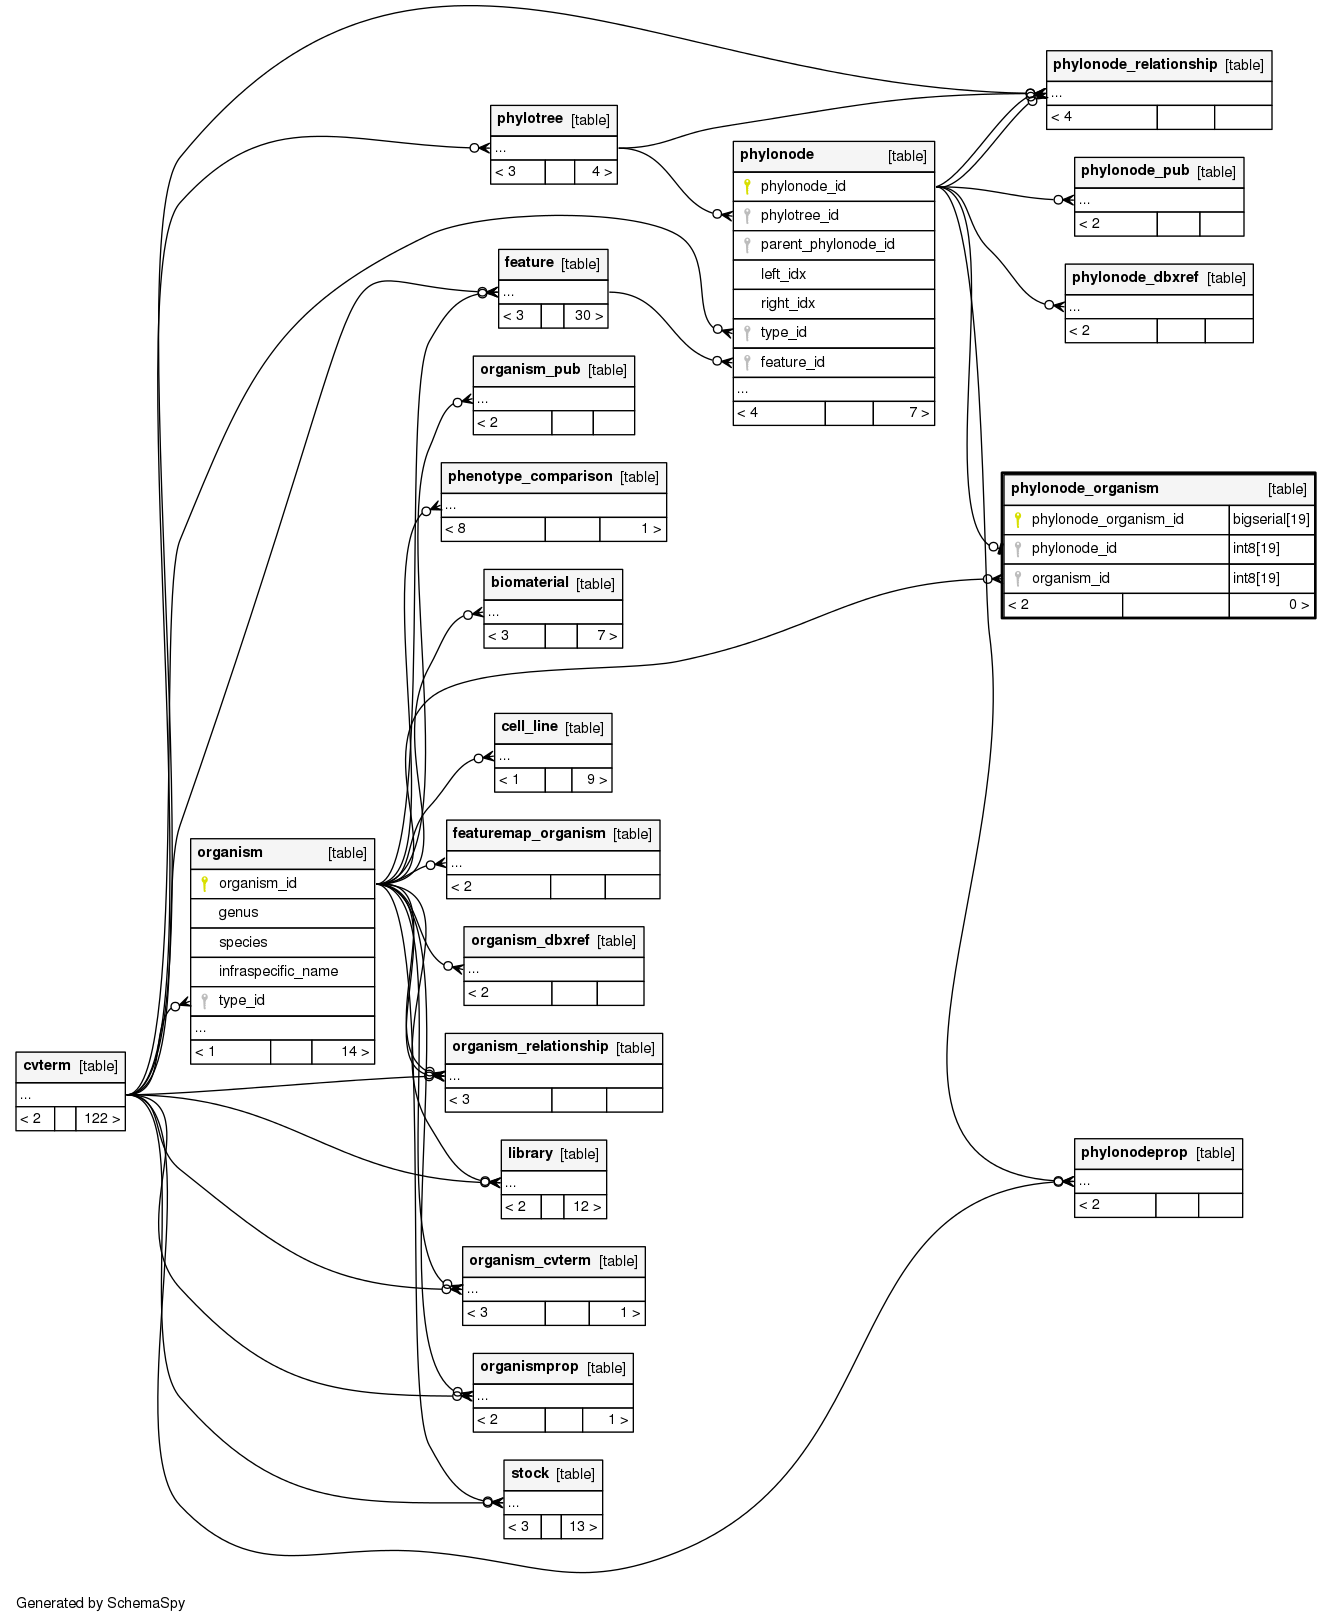 phylonode_relationship [table]
...
< 4
phylotree [table]
...
< 3 4 >
phylonode [table]
phylonode_id
phylotree_id
parent_phylonode_id
left_idx
right_idx
type_id
feature_id
...
< 4 7 >
phylonode_pub [table]
...
< 2
feature [table]
...
< 3 30 >
phylonode_dbxref [table]
...
< 2
organism_pub [table]
...
< 2
phenotype_comparison [table]
...
< 8 1 >
phylonode_organism [table]
phylonode_organism_id bigserial[19]
phylonode_id int8[19]
organism_id int8[19]
< 2 0 >
biomaterial [table]
...
< 3 7 >
cell_line [table]
...
< 1 9 >
featuremap_organism [table]
...
< 2
organism [table]
organism_id
genus
species
infraspecific_name
type_id
...
< 1 14 >
organism_dbxref [table]
...
< 2
organism_relationship [table]
...
< 3
cvterm [table]
...
< 2 122 >
library [table]
...
< 2 12 >
phylonodeprop [table]
...
< 2
organism_cvterm [table]
...
< 3 1 >
organismprop [table]
...
< 2 1 >
stock [table]
...
< 3 13 >
Generated by SchemaSpy